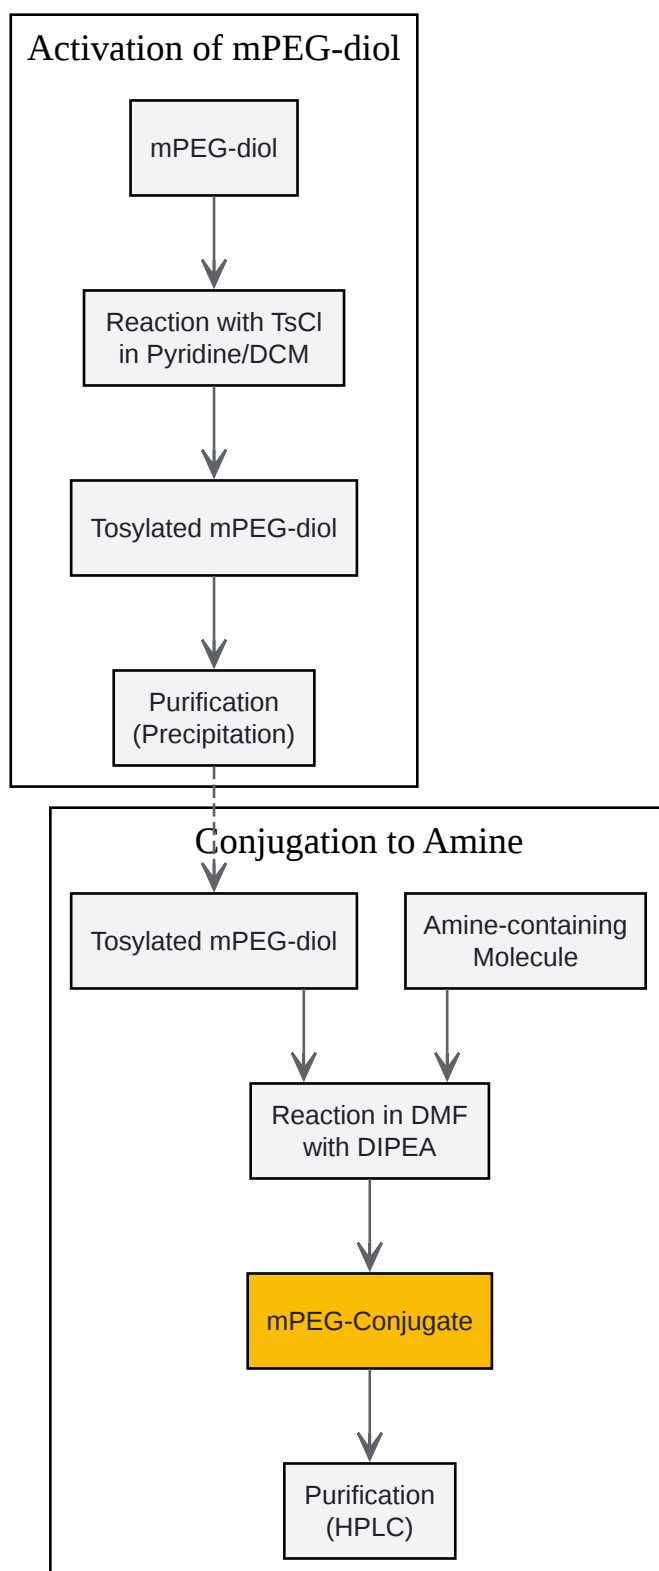 Activation of mPEG-diol
mPEG-diol
Reaction with TsCl
in Pyridine/DCM
Tosylated mPEG-diol
Purification
(Precipitation)
Conjugation to Amine
Tosylated mPEG-diol
Amine-containing
Molecule
Reaction in DMF
with DIPEA
mPEG-Conjugate
Purification
(HPLC)